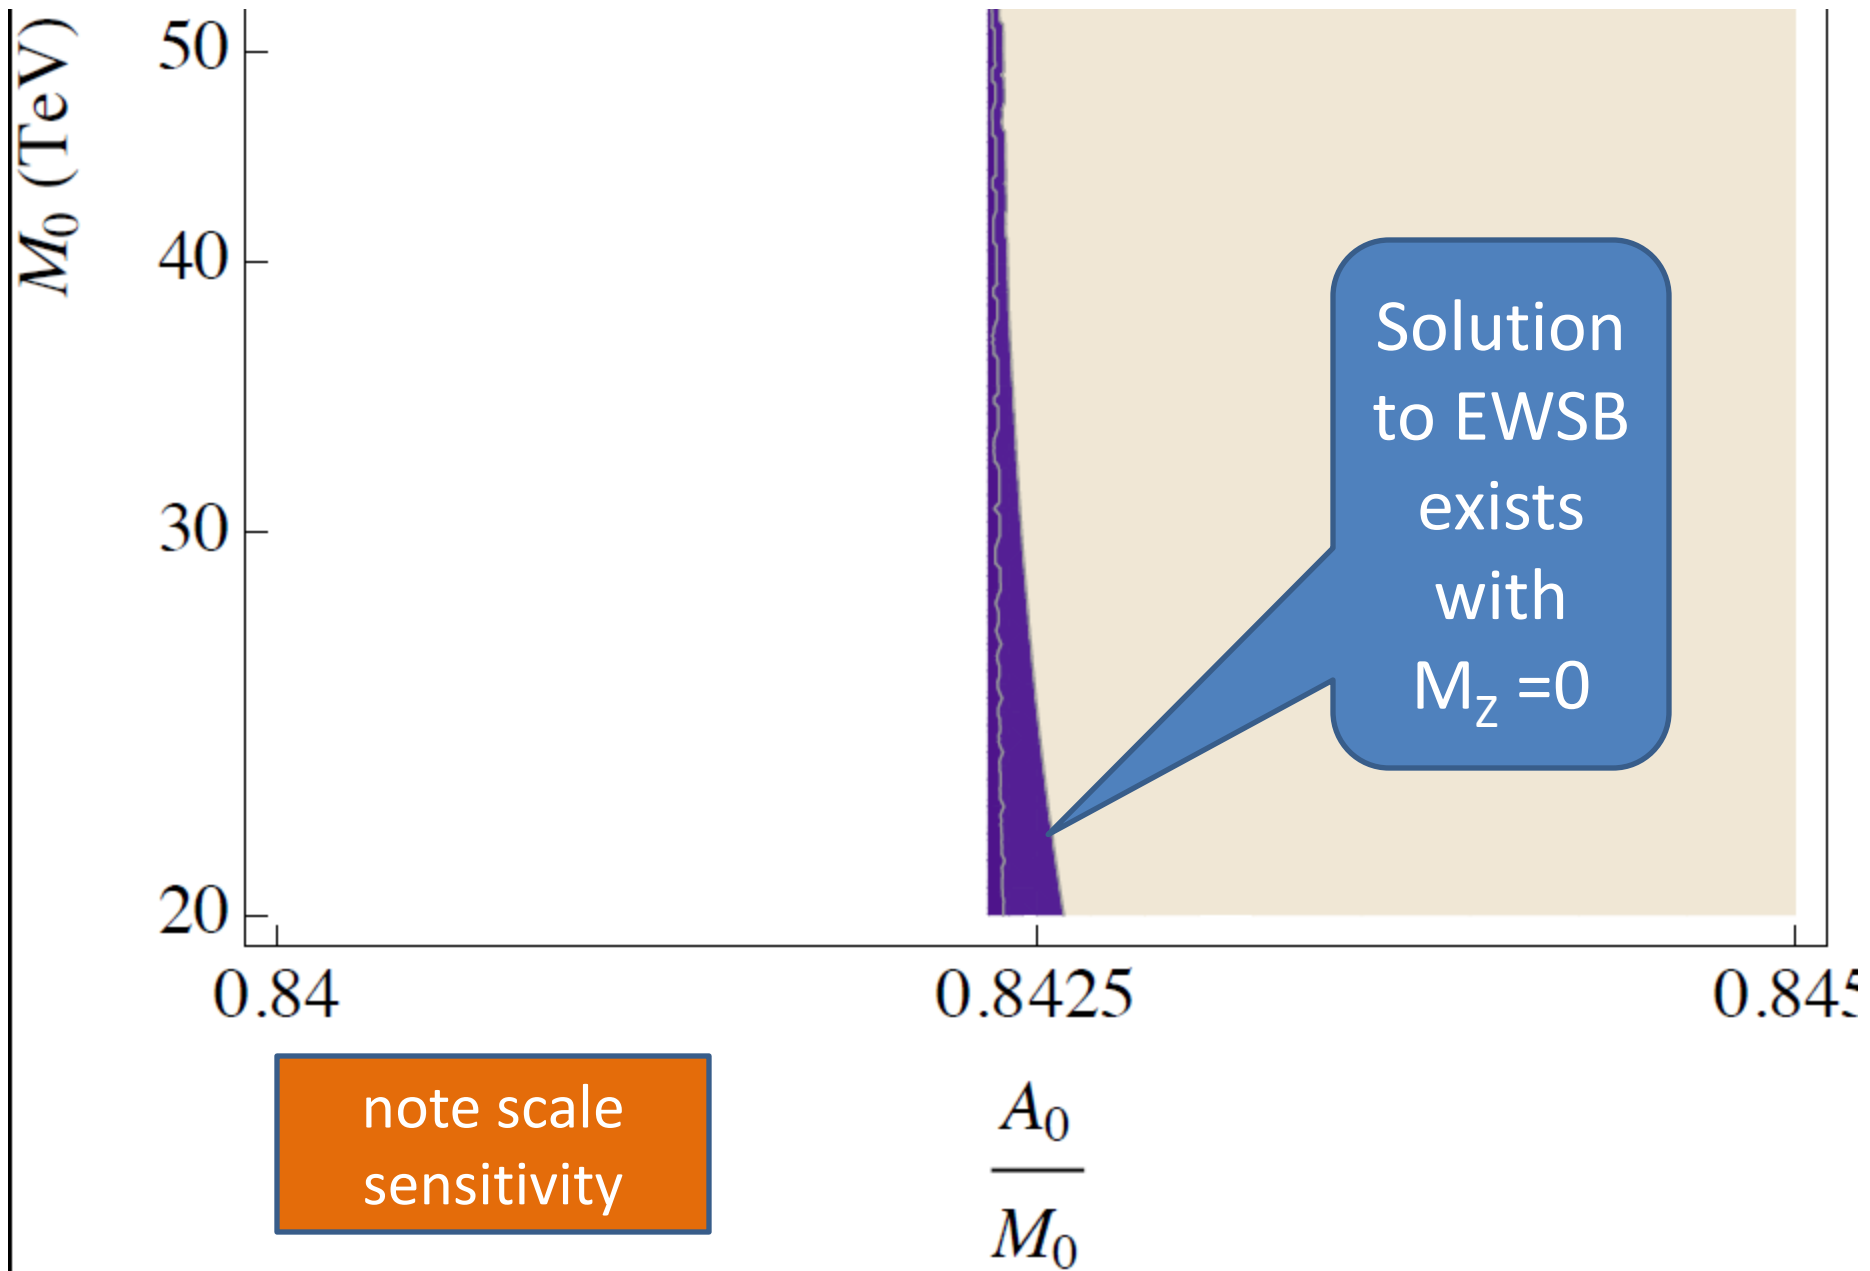 M₀ (TeV)
50
40
30
20
Solution
to EWSB
exists
with
M_Z =0
0.84
0.8425
0.845
note scale
sensitivity
A₀
M₀